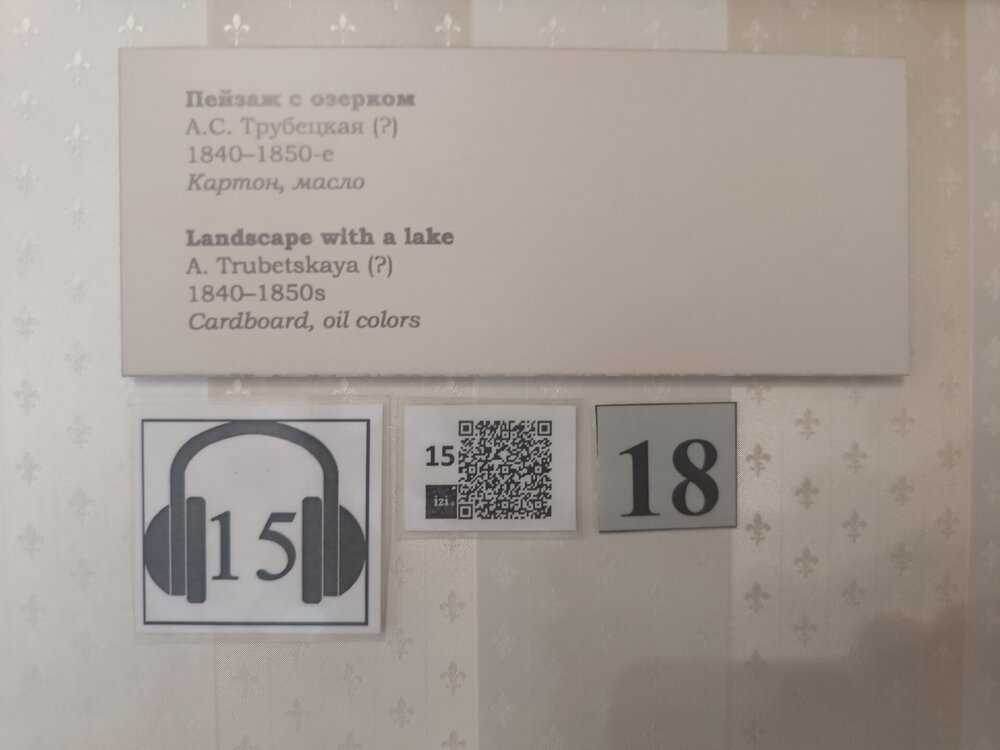 Пейзаж с озерком
А.С. Трубецкая (?)
1840–1850-е
Картон, масло
Landscape with a lake
A. Trubetskaya (?)
1840–1850s
Cardboard, oil colors
15
15
izi.
18